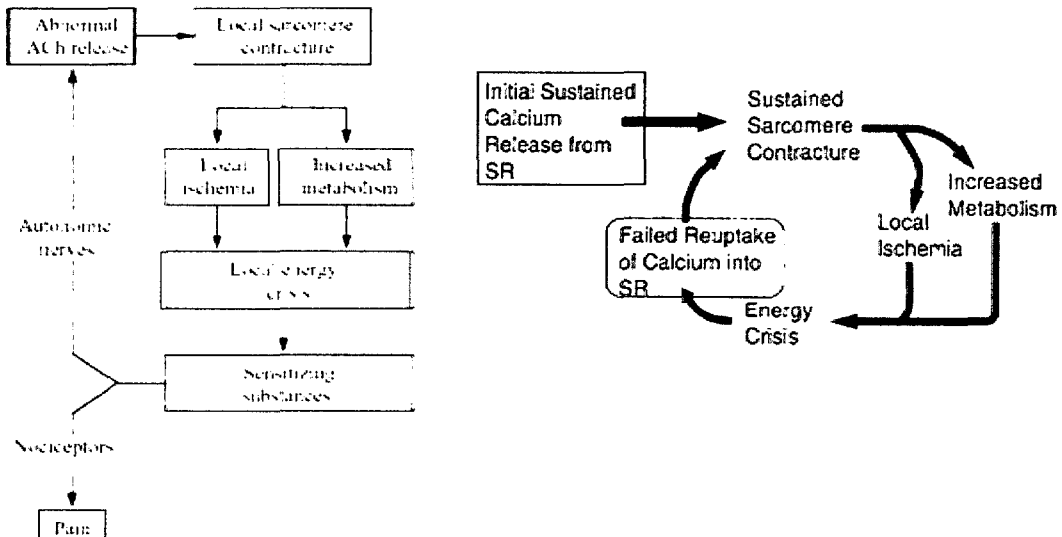 Abnormal
ACh release
Local sarcomere
contracture
Local
ischemia
Increased
metabolism
Autonomic
nerves
Local energy
crisis
Sensitizing
substances
Nociceptors
Pain
Initial Sustained
Calcium
Release from
SR
Sustained
Sarcomere
Contracture
Increased
Metabolism
Local
Ischemia
Failed Reuptake
of Calcium into
SR
Energy
Crisis